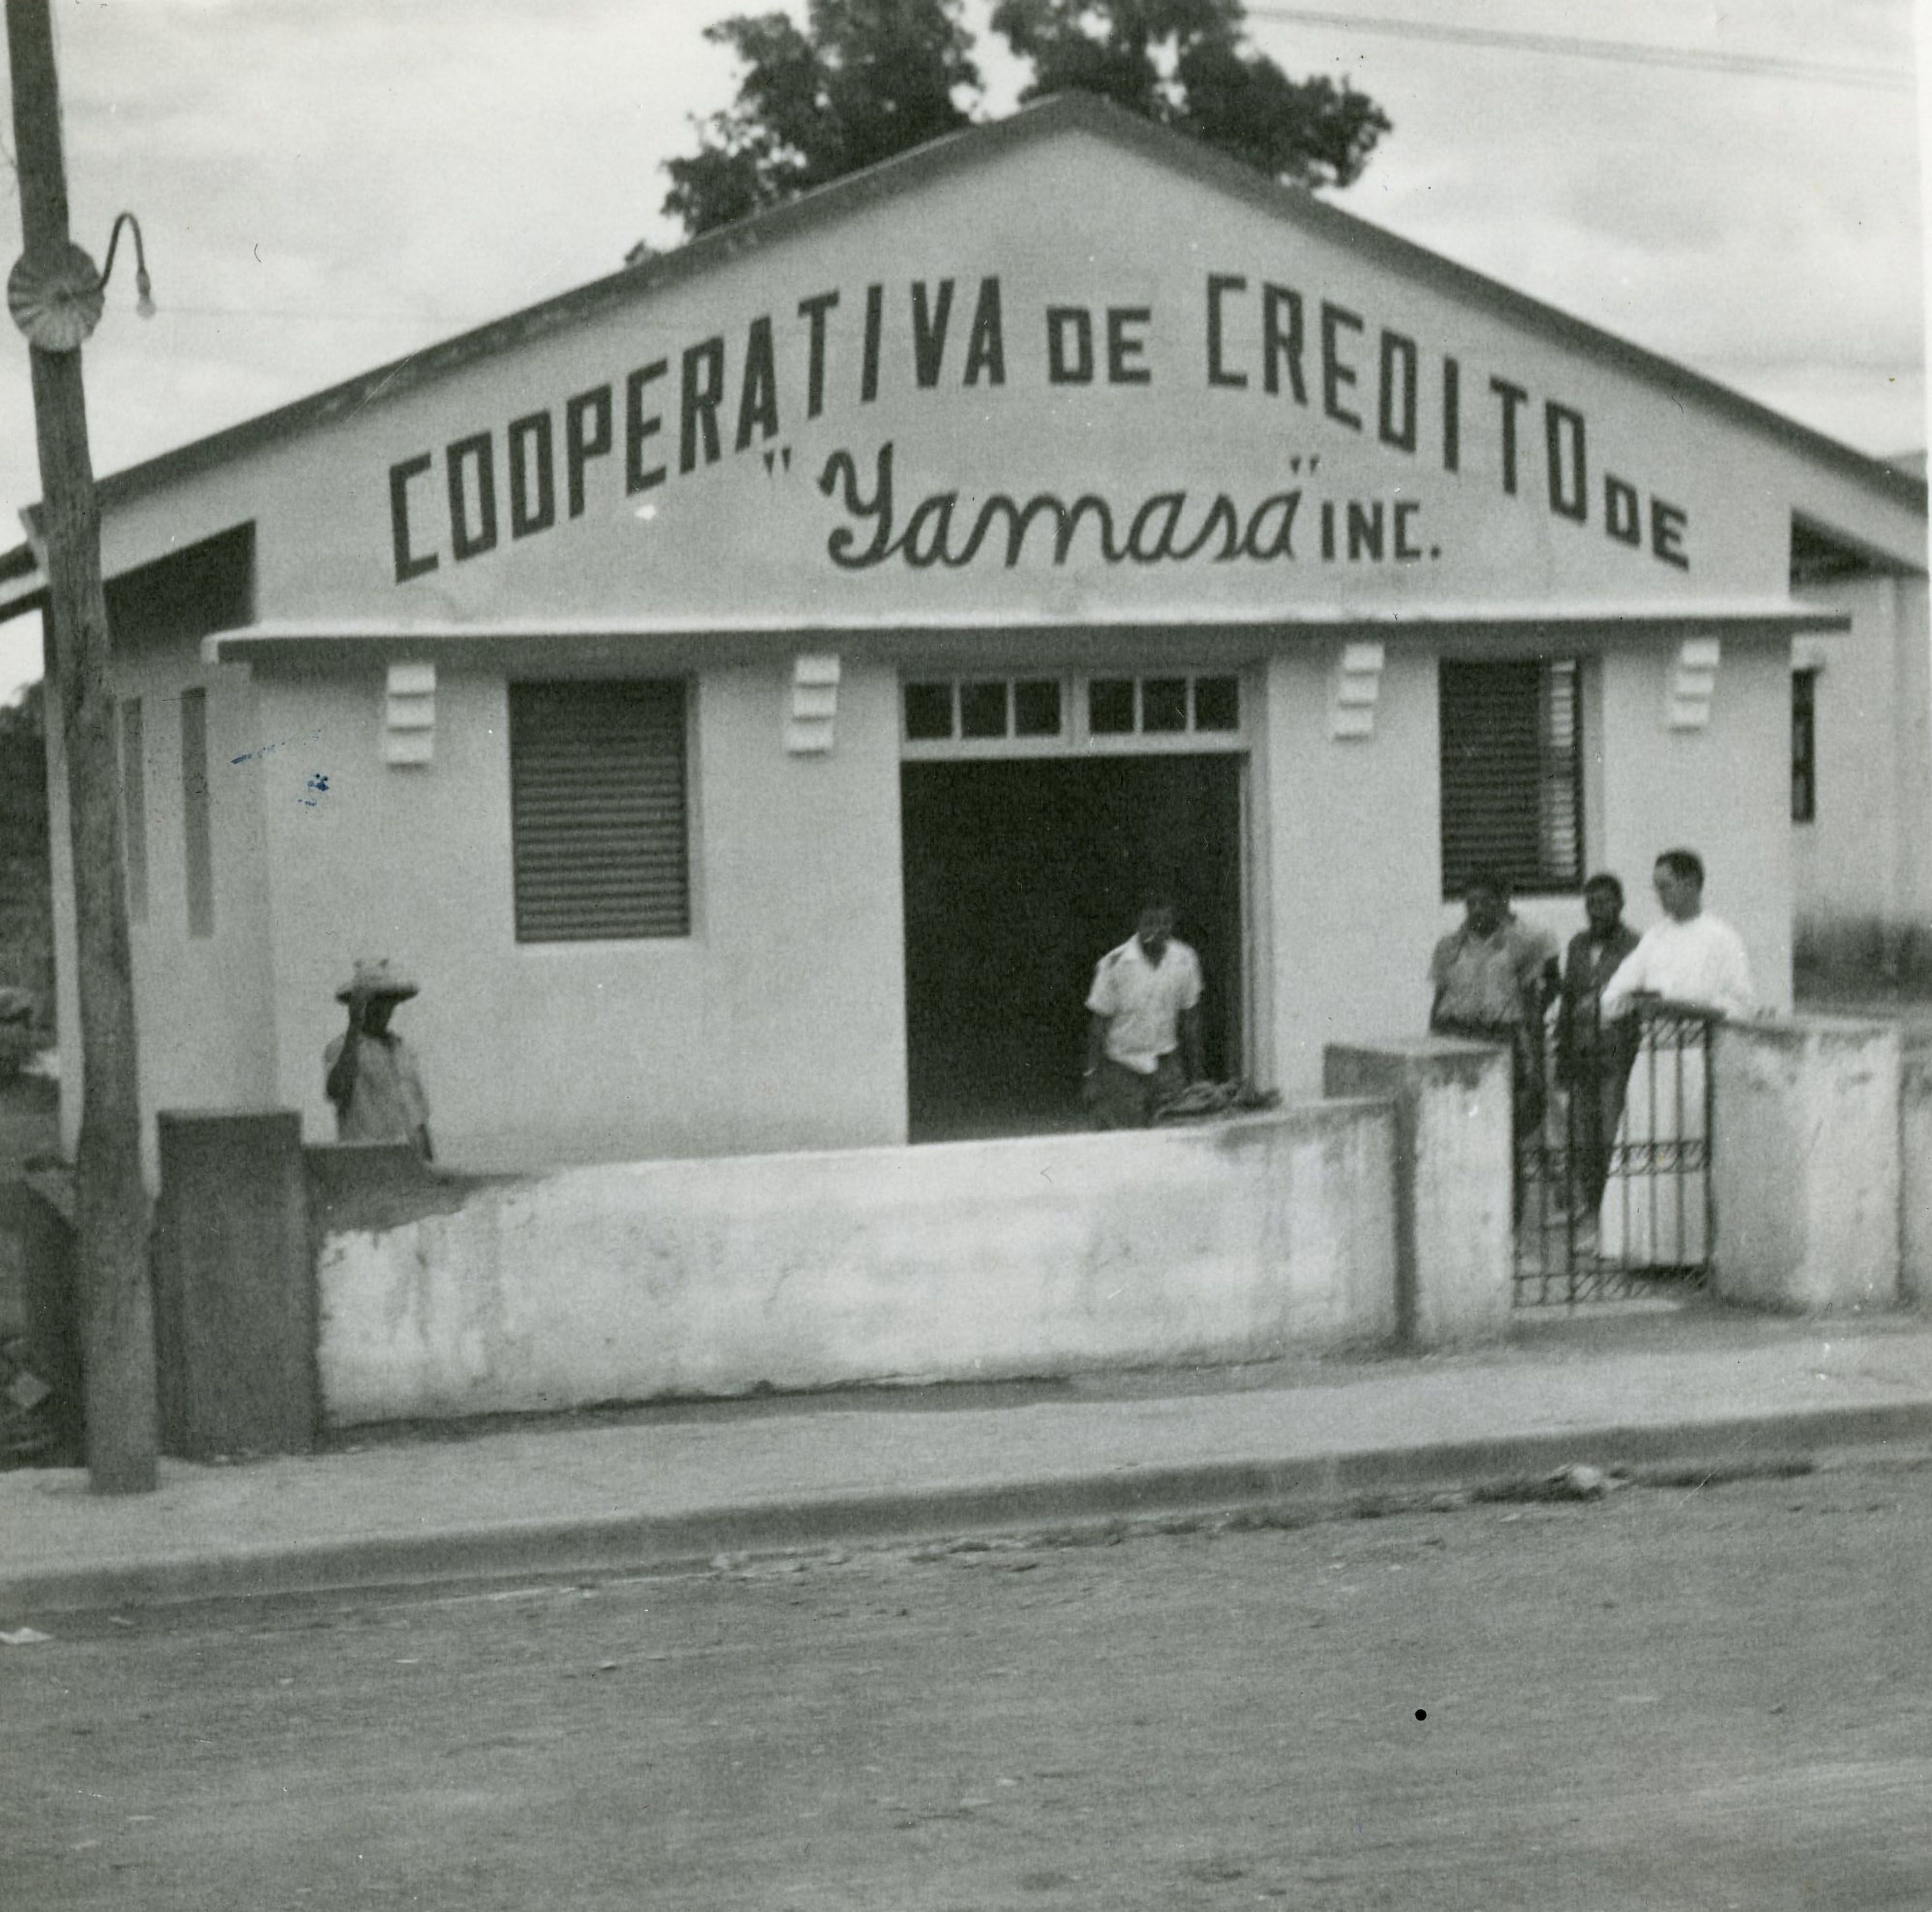 COOPERATIVA DE CREDITO DE
"Yamasá" INC.